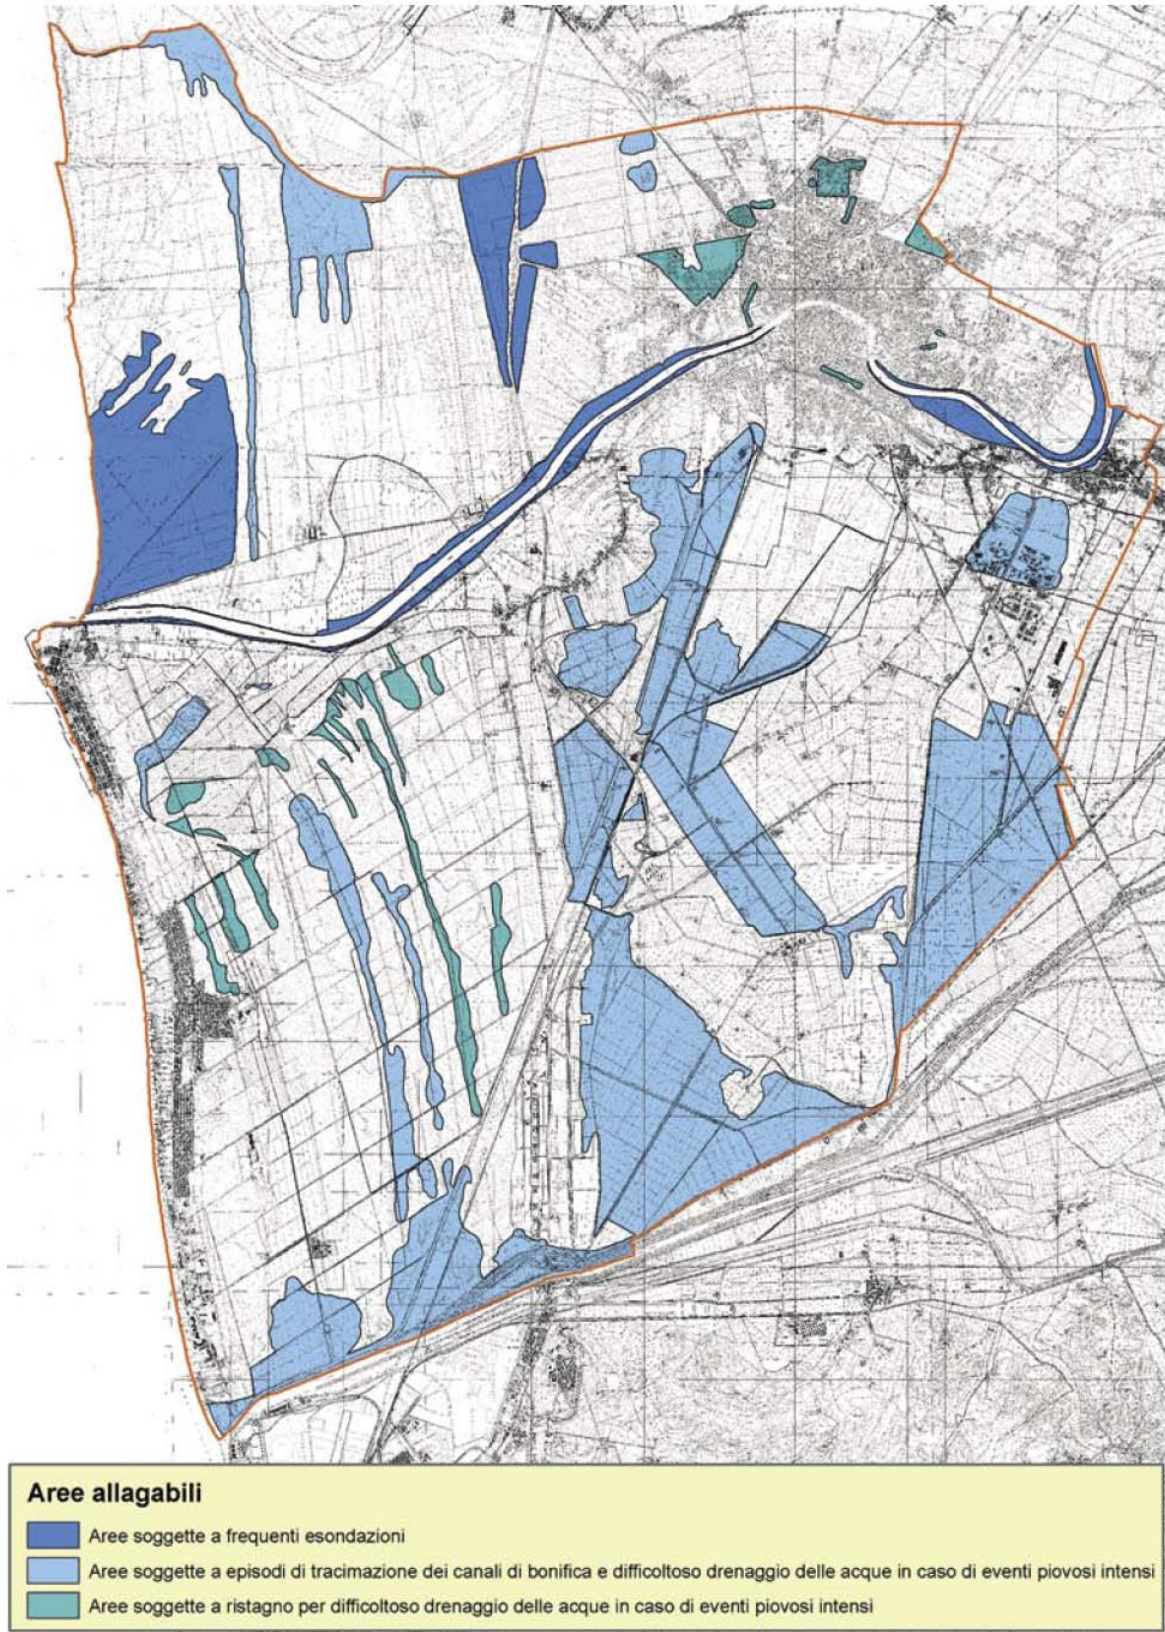 Aree allagabili
Aree soggette a frequenti esondazioni
Aree soggette a episodi di tracimazione dei canali di bonifica e difficoltoso drenaggio delle acque in caso di eventi piovosi intensi
Aree soggette a ristagno per difficoltoso drenaggio delle acque in caso di eventi piovosi intensi